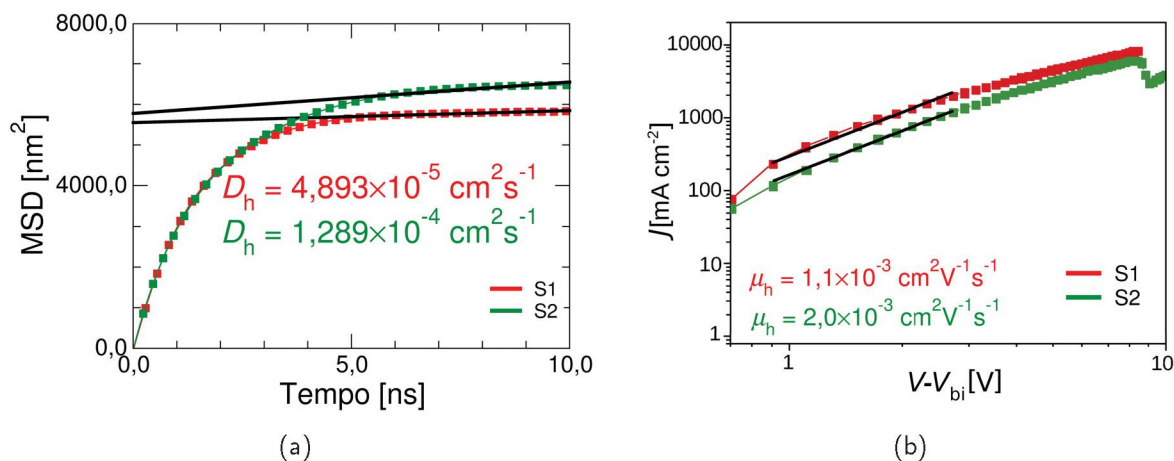 8000,0
4000,0
0,0
MSD [nm²]
D_h = 4,893×10⁻⁵ cm²s⁻¹
D_h = 1,289×10⁻⁴ cm²s⁻¹
S1
S2
0,0 5,0 10,0
Tempo [ns]
(a)
10000
1000
100
10
1
J[mA cm⁻²]
μ_h = 1,1×10⁻³ cm²V⁻¹s⁻¹
μ_h = 2,0×10⁻³ cm²V⁻¹s⁻¹
S1
S2
1 10
V-V_bi[V]
(b)